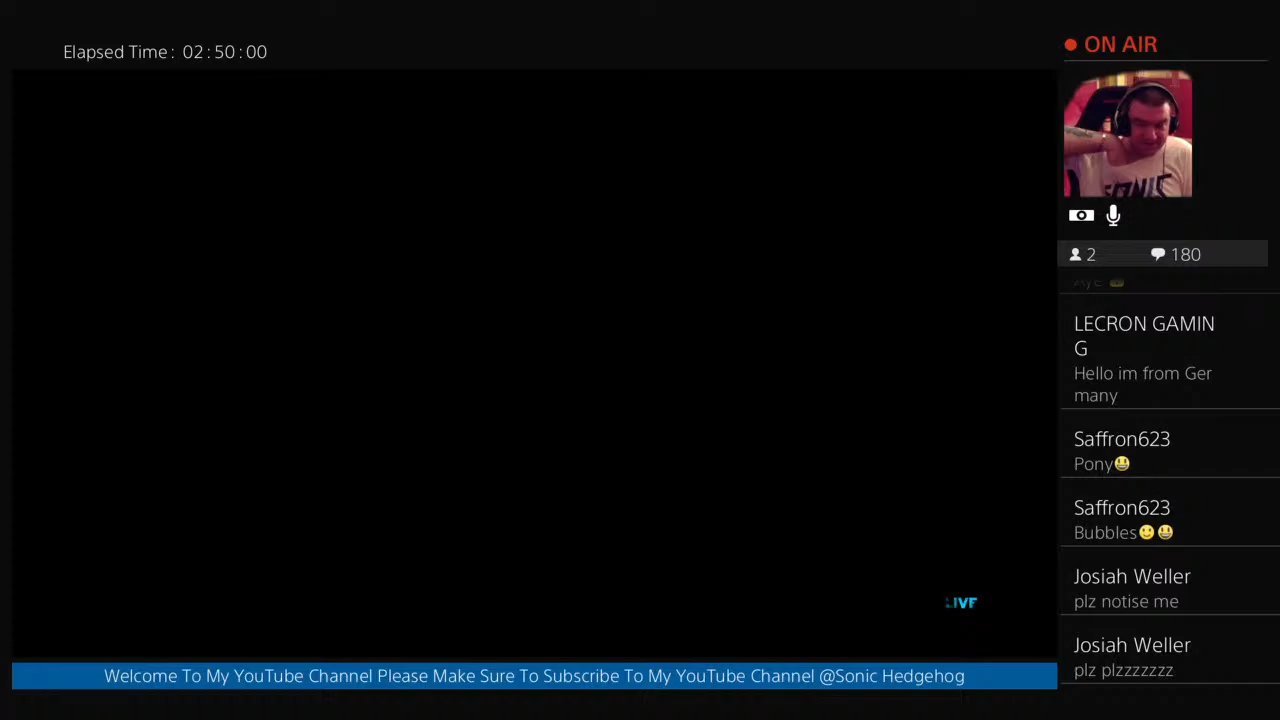 Elapsed Time: 02:50:00
ON AIR
2 180
LECRON GAMIN
G
Hello im from Ger
many
Saffron623
Pony
Saffron623
Bubbles
Josiah Weller
plz notise me
Josiah Weller
plz plzzzzzzz
LIVE
Welcome To My YouTube Channel Please Make Sure To Subscribe To My YouTube Channel @Sonic Hedgehog